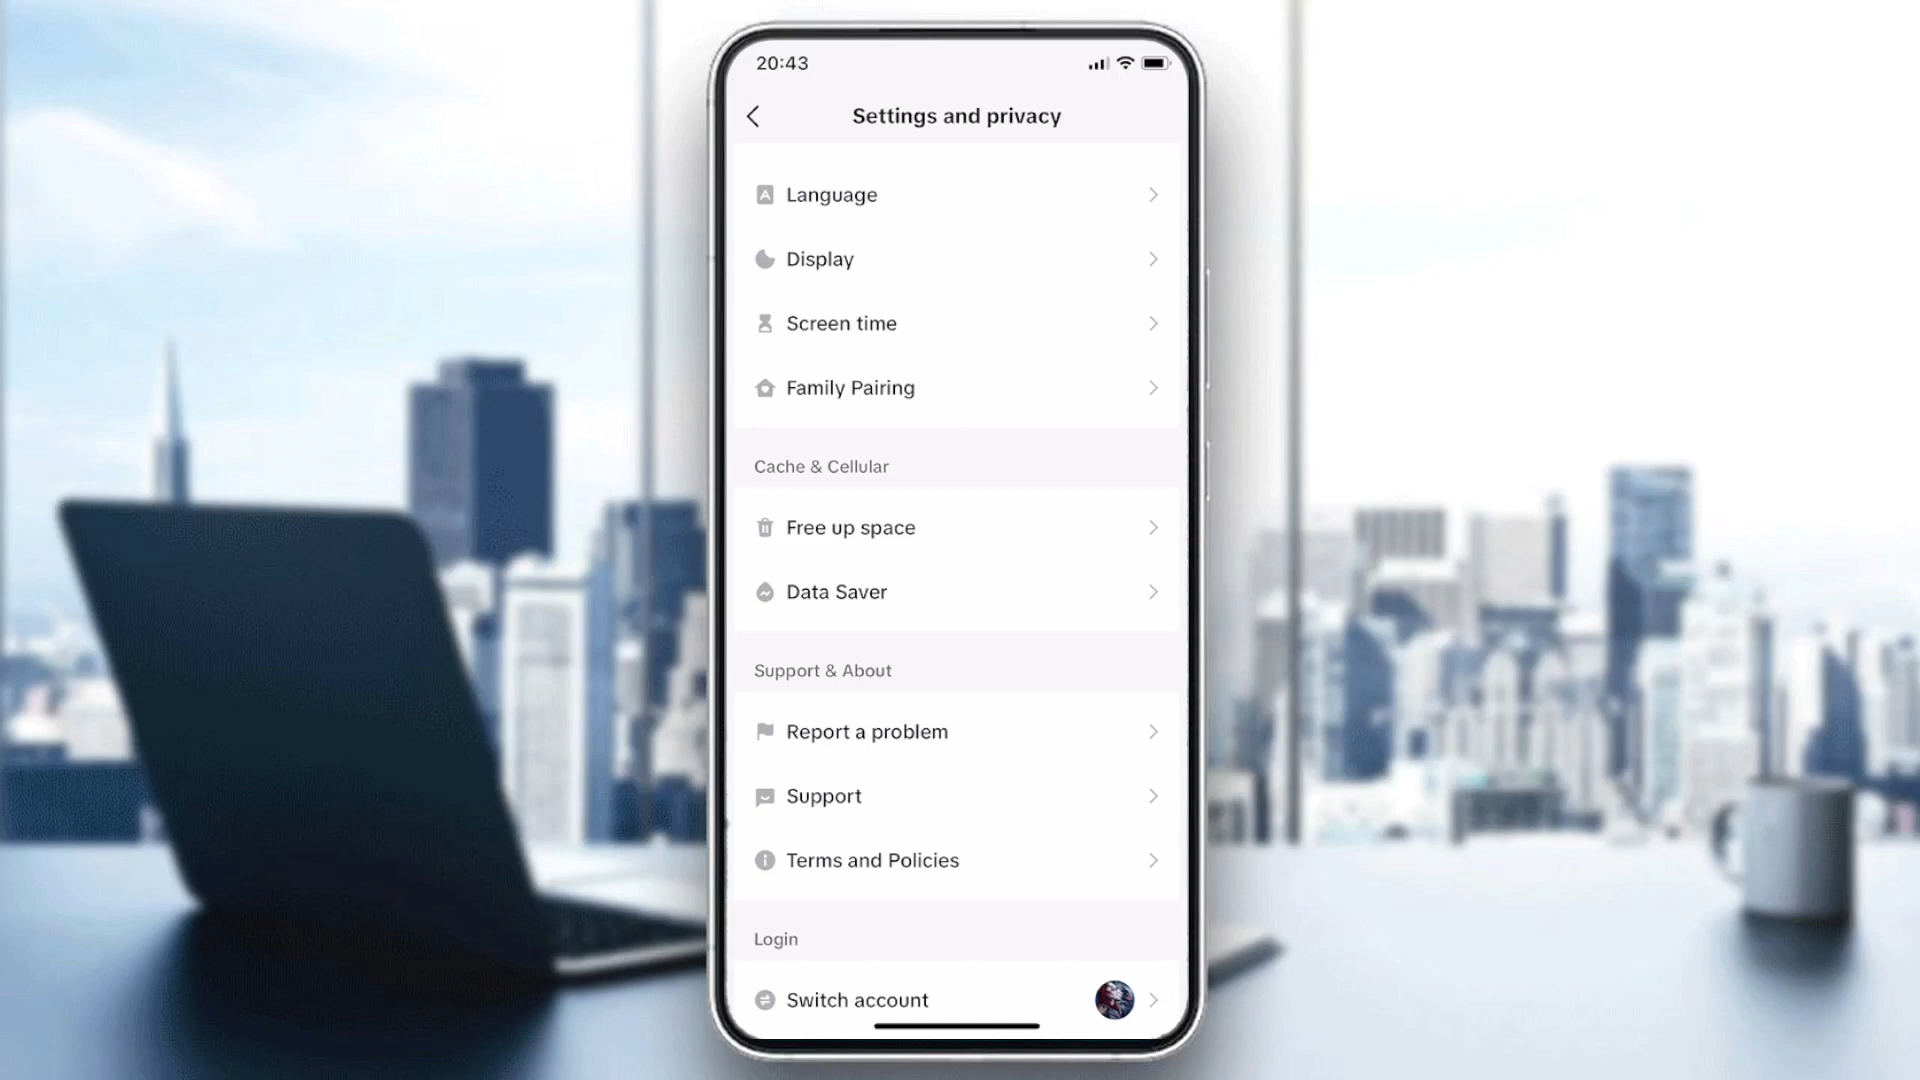 20:43
Settings and privacy
Language
Display
Screen time
Family Pairing
Cache & Cellular
Free up space
Data Saver
Support & About
Report a problem
Support
Terms and Policies
Login
Switch account